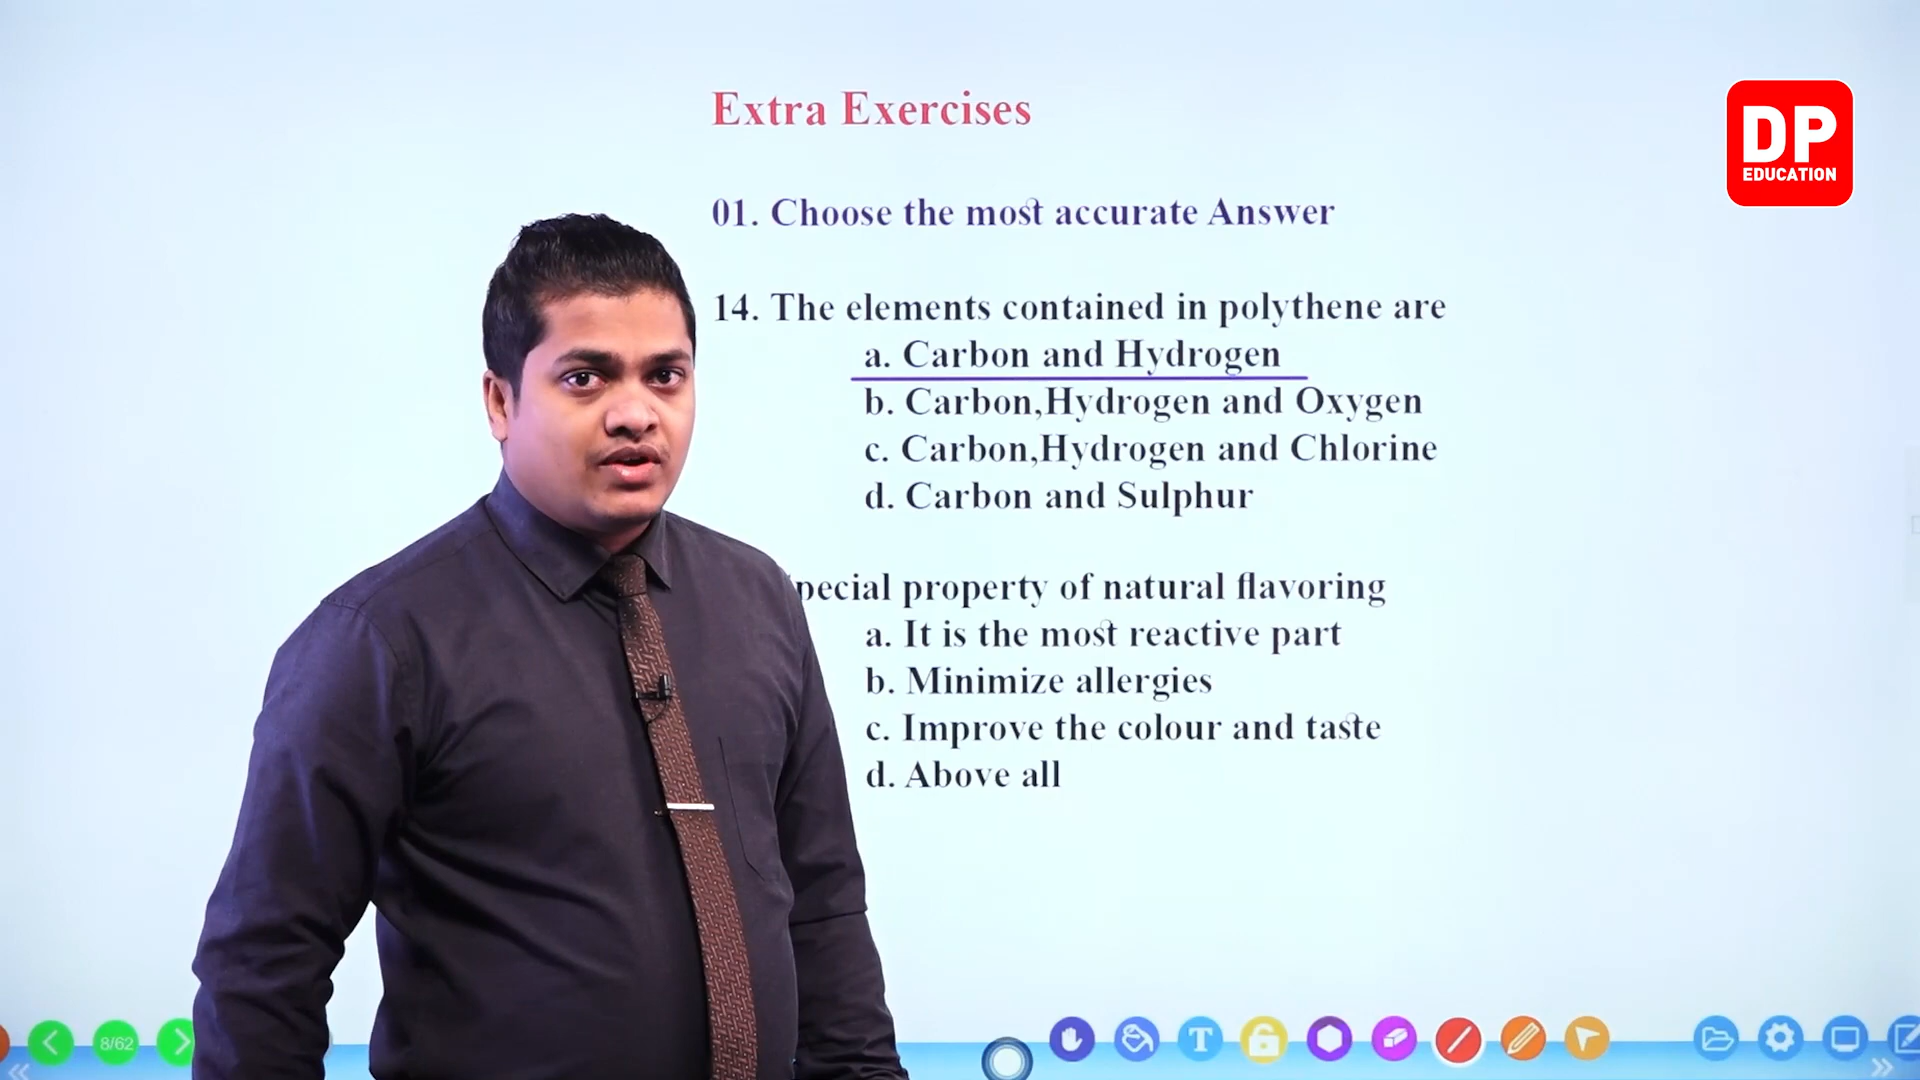 Extra Exercises
DP
EDUCATION
01. Choose the most accurate Answer
14. The elements contained in polythene are
a. Carbon and Hydrogen
b. Carbon,Hydrogen and Oxygen
c. Carbon,Hydrogen and Chlorine
d. Carbon and Sulphur
pecial property of natural flavoring
a. It is the most reactive part
b. Minimize allergies
c. Improve the colour and taste
d. Above all
8/62
T